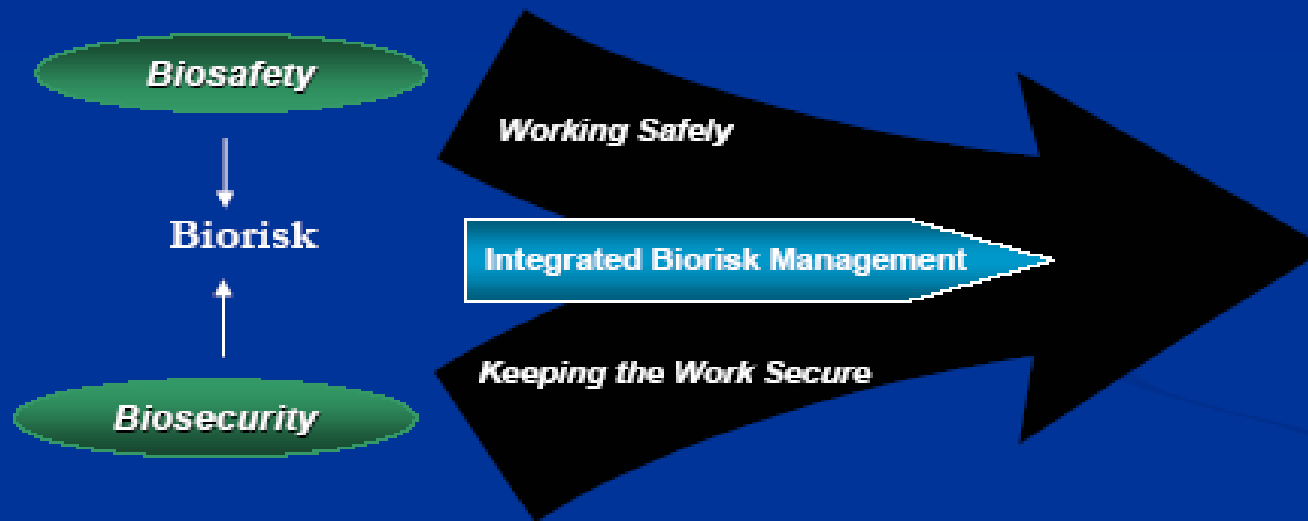 Biosafety
Working Safely
Biorisk
Integrated Biorisk Management
Keeping the Work Secure
Biosecurity